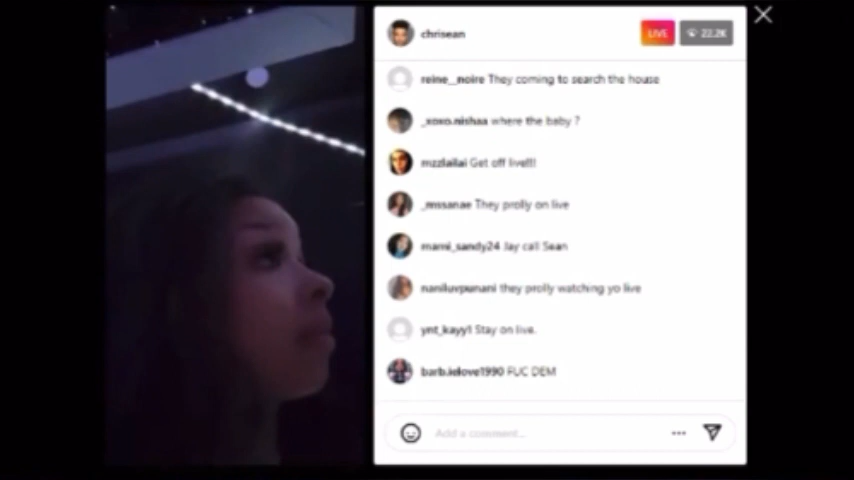 chrisean
LIVE
22.2K
reine__noire They coming to search the house
_xoxo.nishaa where the baby ?
mzzlailai Get off live!!!
_mssanae They prolly on live
mami_sandy24 Jay call Sean
naniluvpunani they prolly watching yo live
ynt_kayy1 Stay on live.
barb.ielove1990 FUC DEM
Add a comment...